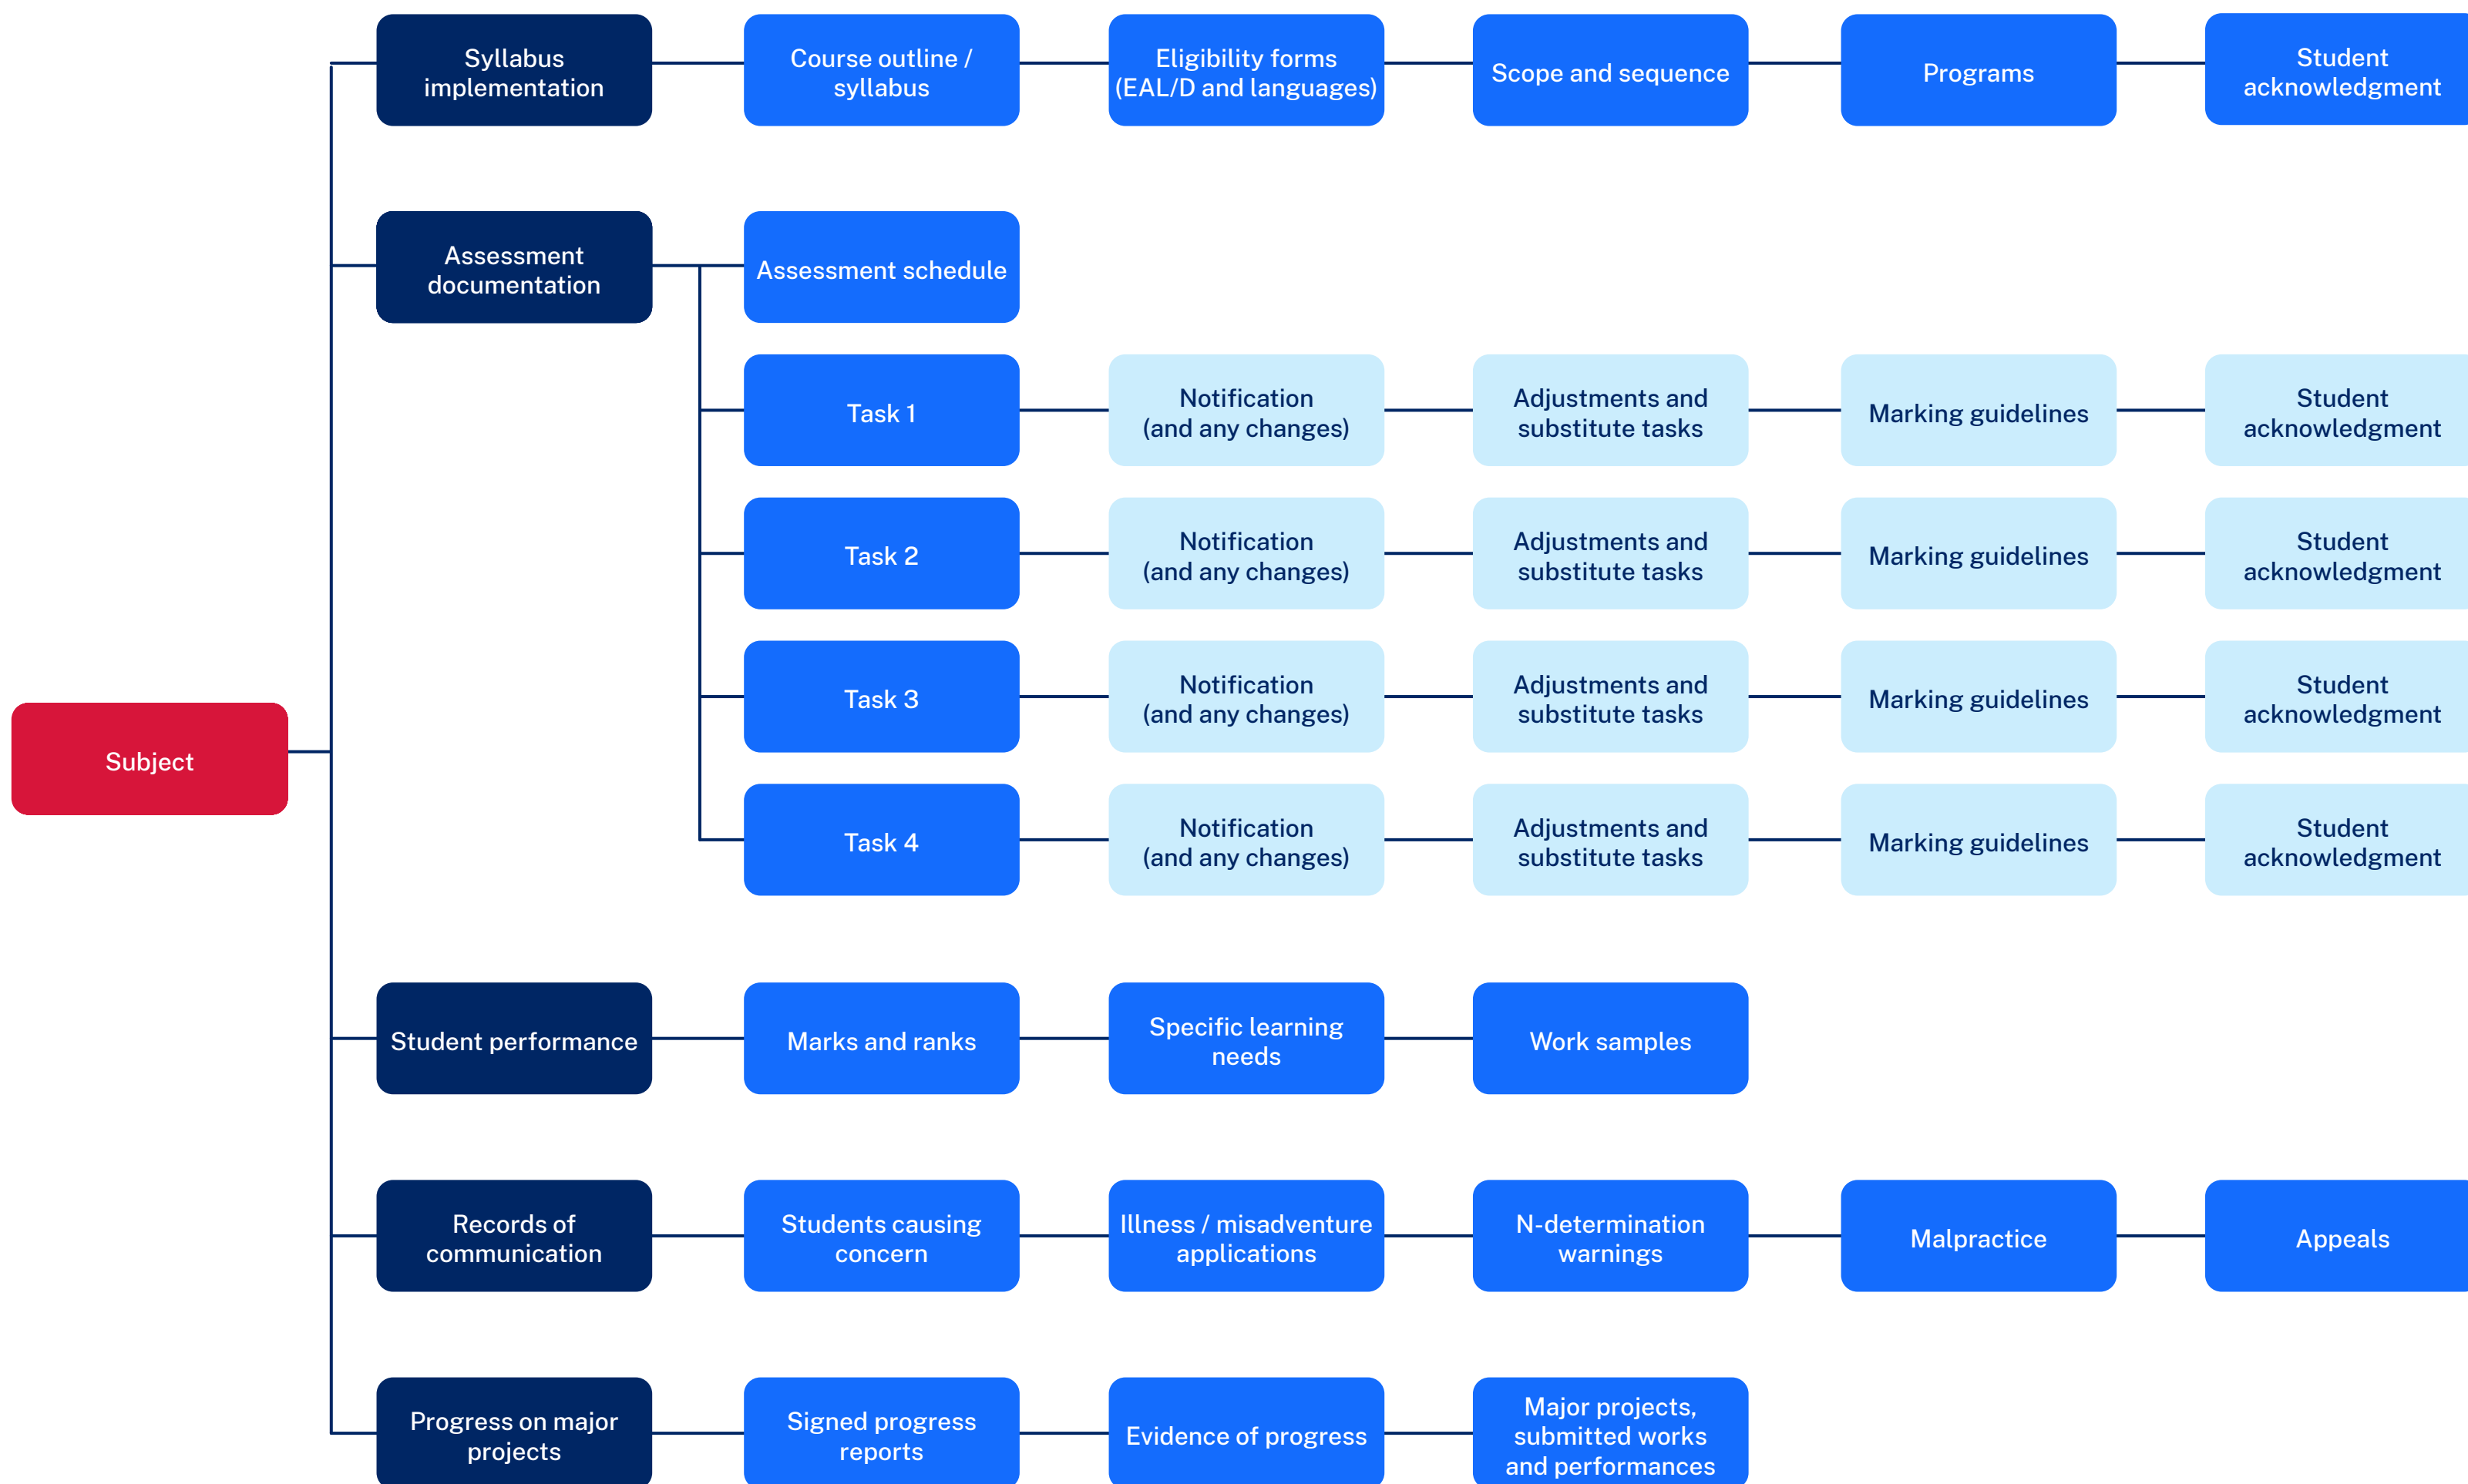 Syllabus
implementation
Course outline /
syllabus
Eligibility forms
(EAL/D and languages)
Scope and sequence
Programs
Student
acknowledgment
Assessment
documentation
Assessment schedule
Task 1
Notification
(and any changes)
Adjustments and
substitute tasks
Marking guidelines
Student
acknowledgment
Task 2
Notification
(and any changes)
Adjustments and
substitute tasks
Marking guidelines
Student
acknowledgment
Task 3
Notification
(and any changes)
Adjustments and
substitute tasks
Marking guidelines
Student
acknowledgment
Subject
Task 4
Notification
(and any changes)
Adjustments and
substitute tasks
Marking guidelines
Student
acknowledgment
Student performance
Marks and ranks
Specific learning
needs
Work samples
Records of
communication
Students causing
concern
Illness / misadventure
applications
N-determination
warnings
Malpractice
Appeals
Progress on major
projects
Signed progress
reports
Evidence of progress
Major projects,
submitted works
and performances